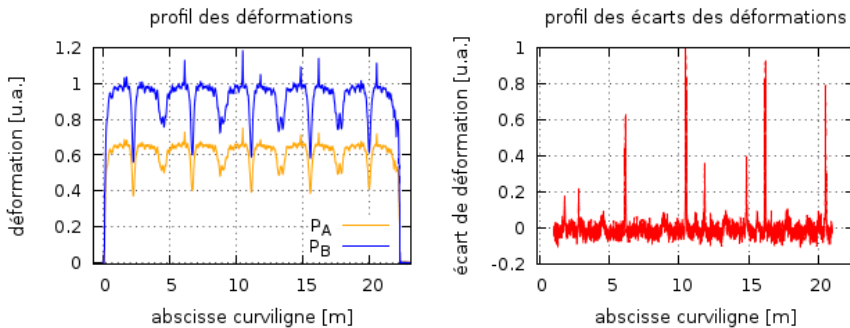 profil des déformations
déformation [u.a.]
1.2
1
0.8
0.6
0.4
0.2
0
P_A
P_B
0 5 10 15 20
abscisse curviligne [m]
profil des écarts des déformations
écart de déformation [u.a.]
1
0.8
0.6
0.4
0.2
0
-0.2
0 5 10 15 20
abscisse curviligne [m]